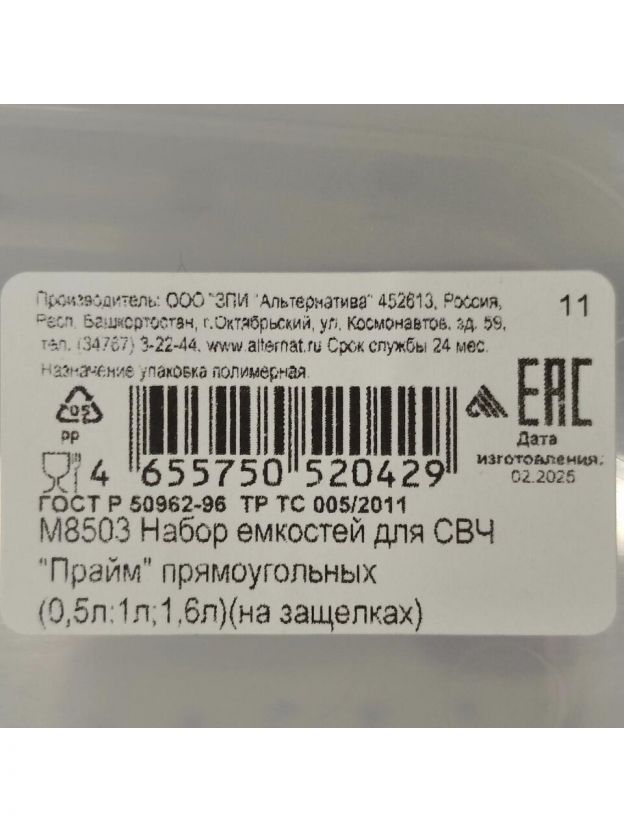 Производитель: ООО "ЗПИ "Альтернатива" 452613, Россия,
Респ. Башкортостан, г.Октябрьский, ул. Космонавтов, зд. 59,
тел. (34767) 3-22-44, www.alternat.ru Срок службы 24 мес.
Назначение упаковка полимерная.
11
05
PP
EAC
Дата
изготовления:
02.2025
4 655750 520429
ГОСТ Р 50962-96 ТР ТС 005/2011
М8503 Набор емкостей для СВЧ
"Прайм" прямоугольных
(0,5л:1л;1,6л)(на защелках)